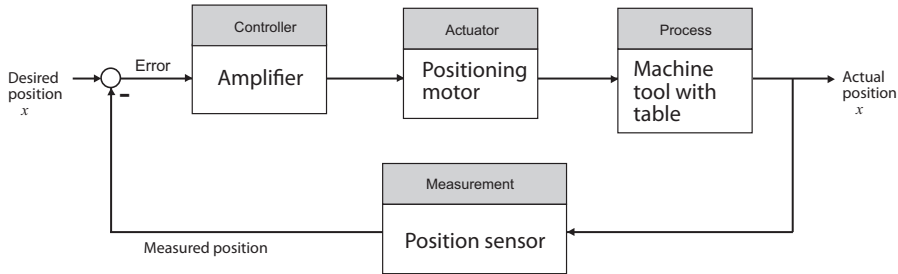 Controller
Amplifier
Actuator
Positioning
motor
Process
Machine
tool with
table
Desired
position
x
Error
-
Actual
position
x
Measurement
Position sensor
Measured position